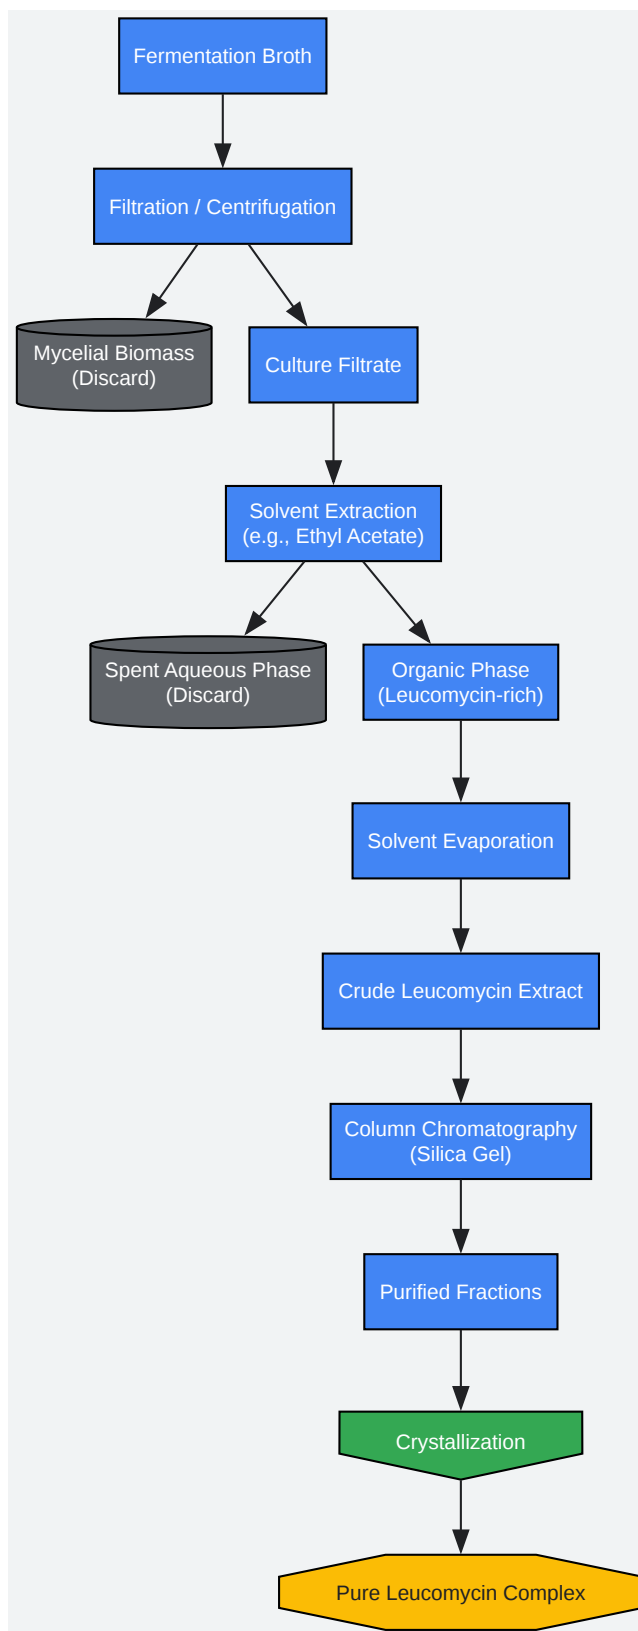 Fermentation Broth
Filtration / Centrifugation
Mycelial Biomass
(Discard)
Culture Filtrate
Solvent Extraction
(e.g., Ethyl Acetate)
Spent Aqueous Phase
(Discard)
Organic Phase
(Leucomycin-rich)
Solvent Evaporation
Crude Leucomycin Extract
Column Chromatography
(Silica Gel)
Purified Fractions
Crystallization
Pure Leucomycin Complex